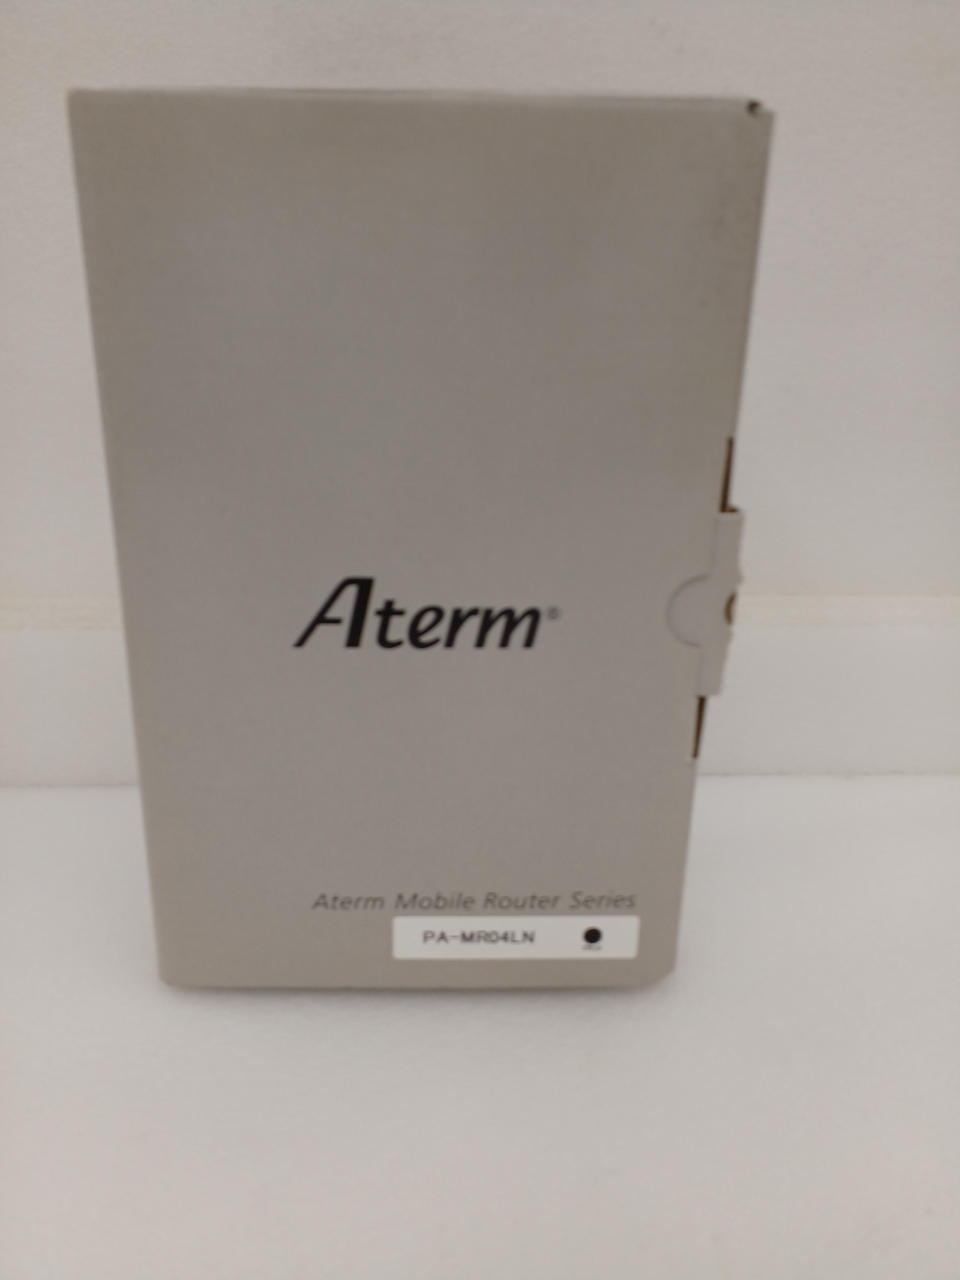 Aterm®
Aterm Mobile Router Series
PA-MR04LN